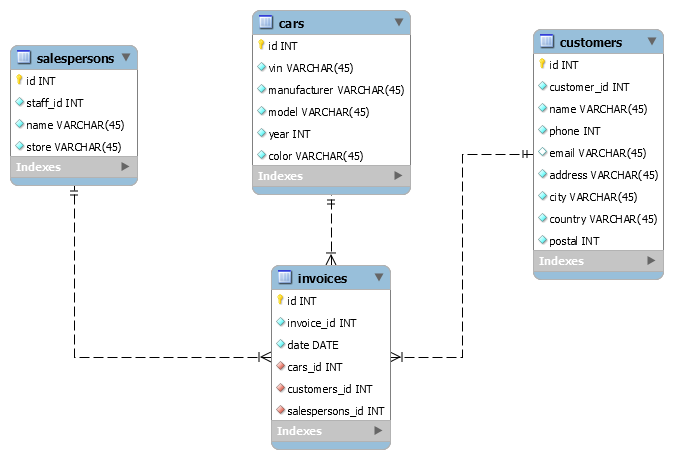 salespersons
id INT
staff_id INT
name VARCHAR(45)
store VARCHAR(45)
Indexes
cars
id INT
vin VARCHAR(45)
manufacturer VARCHAR(45)
model VARCHAR(45)
year INT
color VARCHAR(45)
Indexes
customers
id INT
customer_id INT
name VARCHAR(45)
phone INT
email VARCHAR(45)
address VARCHAR(45)
city VARCHAR(45)
country VARCHAR(45)
postal INT
Indexes
invoices
id INT
invoice_id INT
date DATE
cars_id INT
customers_id INT
salespersons_id INT
Indexes